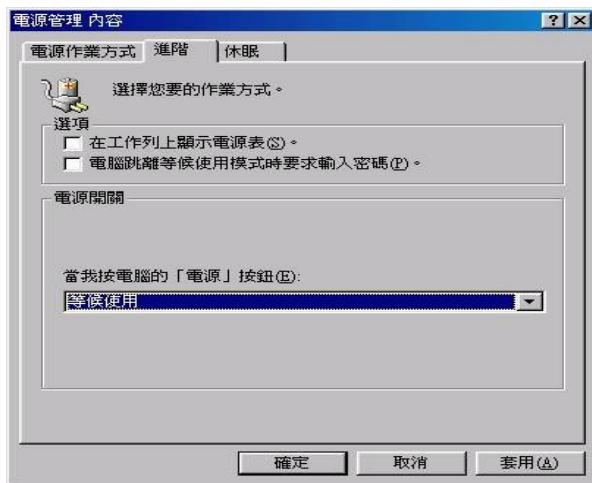 電源管理 內容
電源作業方式 進階 休眠
選擇您要的作業方式。
選項
在工作列上顯示電源表(S)。
電腦跳離等候使用模式時要求輸入密碼(P)。
電源開關
當我按電腦的「電源」按鈕(E):
等候使用
確定 取消 套用(A)